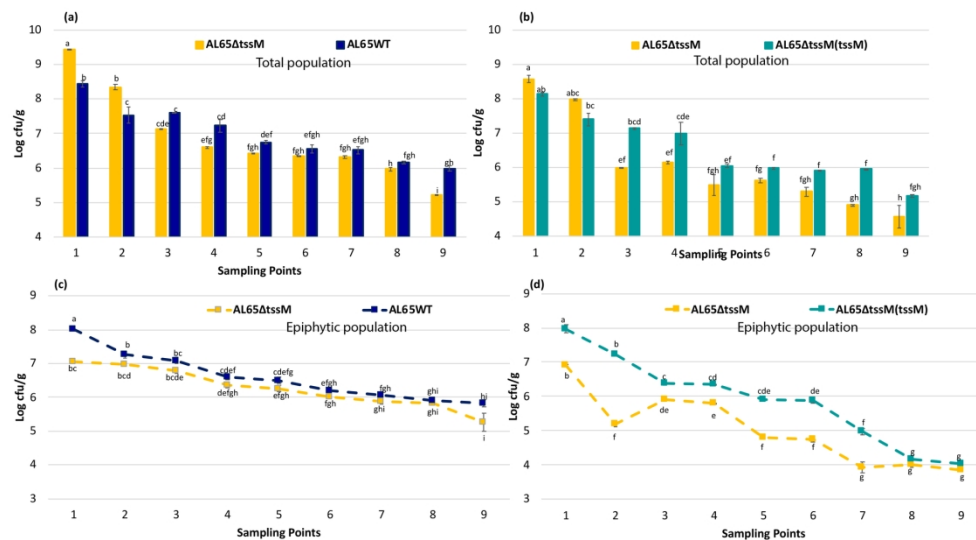 (a)
AL65ΔtssM AL65WT
Total population
Log cfu/g
10
9
8
7
6
5
4
a
b
b
c
cde
c
efg
cd
fgh
def
fgh
efgh
fgh
efgh
h
fgh
i
gh
1 2 3 4 5 6 7 8 9
Sampling Points
(b)
AL65ΔtssM AL65ΔtssM(tssM)
Total population
Log cfu/g
10
9
8
7
6
5
4
a
ab
abc
bc
ef
bcd
ef
cde
fgh
ef
fg
f
fgh
f
gh
f
h
fgh
1 2 3 4 5 6 7 8 9
Sampling Points
(c)
AL65ΔtssM AL65WT
Epiphytic population
Log cfu/g
9
8
7
6
5
4
3
a
bc
b
bcd
bc
bcde
cdef
defgh
cdefg
efgh
efgh
fgh
fgh
ghi
ghi
ghi
hi
i
1 2 3 4 5 6 7 8 9
Sampling Points
(d)
AL65ΔtssM AL65ΔtssM(tssM)
Epiphytic population
Log cfu/g
9
8
7
6
5
4
3
a
b
b
f
c
de
cd
e
cde
f
de
f
f
g
g
g
g
g
1 2 3 4 5 6 7 8 9
Sampling Points